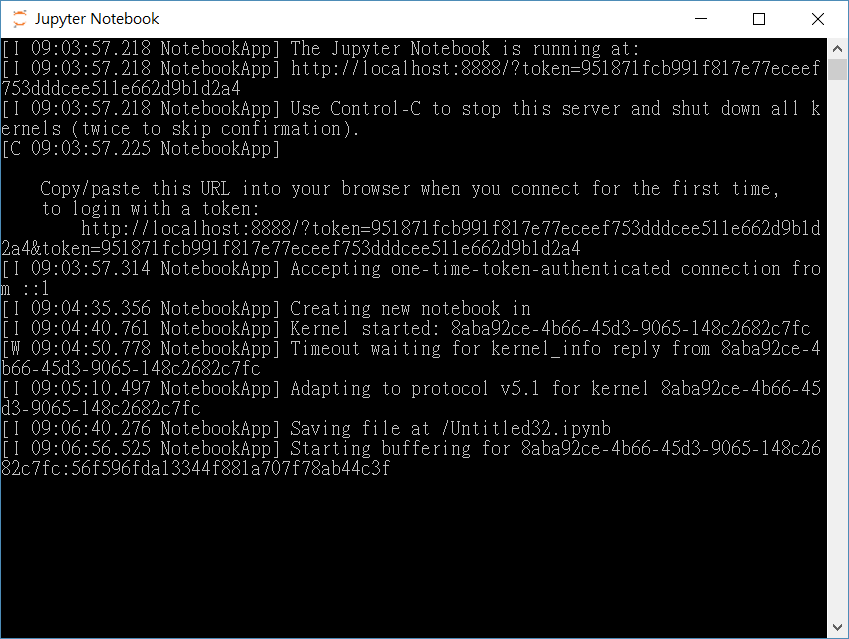 Jupyter Notebook
[I 09:03:57.218 NotebookApp] The Jupyter Notebook is running at:
[I 09:03:57.218 NotebookApp] http://localhost:8888/?token=951871fcb991f817e77eceef
753dddcee511e662d9b1d2a4
[I 09:03:57.218 NotebookApp] Use Control-C to stop this server and shut down all k
ernels (twice to skip confirmation).
[C 09:03:57.225 NotebookApp]
Copy/paste this URL into your browser when you connect for the first time,
to login with a token:
http://localhost:8888/?token=951871fcb991f817e77eceef753dddcee511e662d9b1d
2a4&token=951871fcb991f817e77eceef753dddcee511e662d9b1d2a4
[I 09:03:57.314 NotebookApp] Accepting one-time-token-authenticated connection fro
m ::1
[I 09:04:35.356 NotebookApp] Creating new notebook in
[I 09:04:40.761 NotebookApp] Kernel started: 8aba92ce-4b66-45d3-9065-148c2682c7fc
[W 09:04:50.778 NotebookApp] Timeout waiting for kernel_info reply from 8aba92ce-4
b66-45d3-9065-148c2682c7fc
[I 09:05:10.497 NotebookApp] Adapting to protocol v5.1 for kernel 8aba92ce-4b66-45
d3-9065-148c2682c7fc
[I 09:06:40.276 NotebookApp] Saving file at /Untitled32.ipynb
[I 09:06:56.525 NotebookApp] Starting buffering for 8aba92ce-4b66-45d3-9065-148c26
82c7fc:56f596fda13344f881a707f78ab44c3f